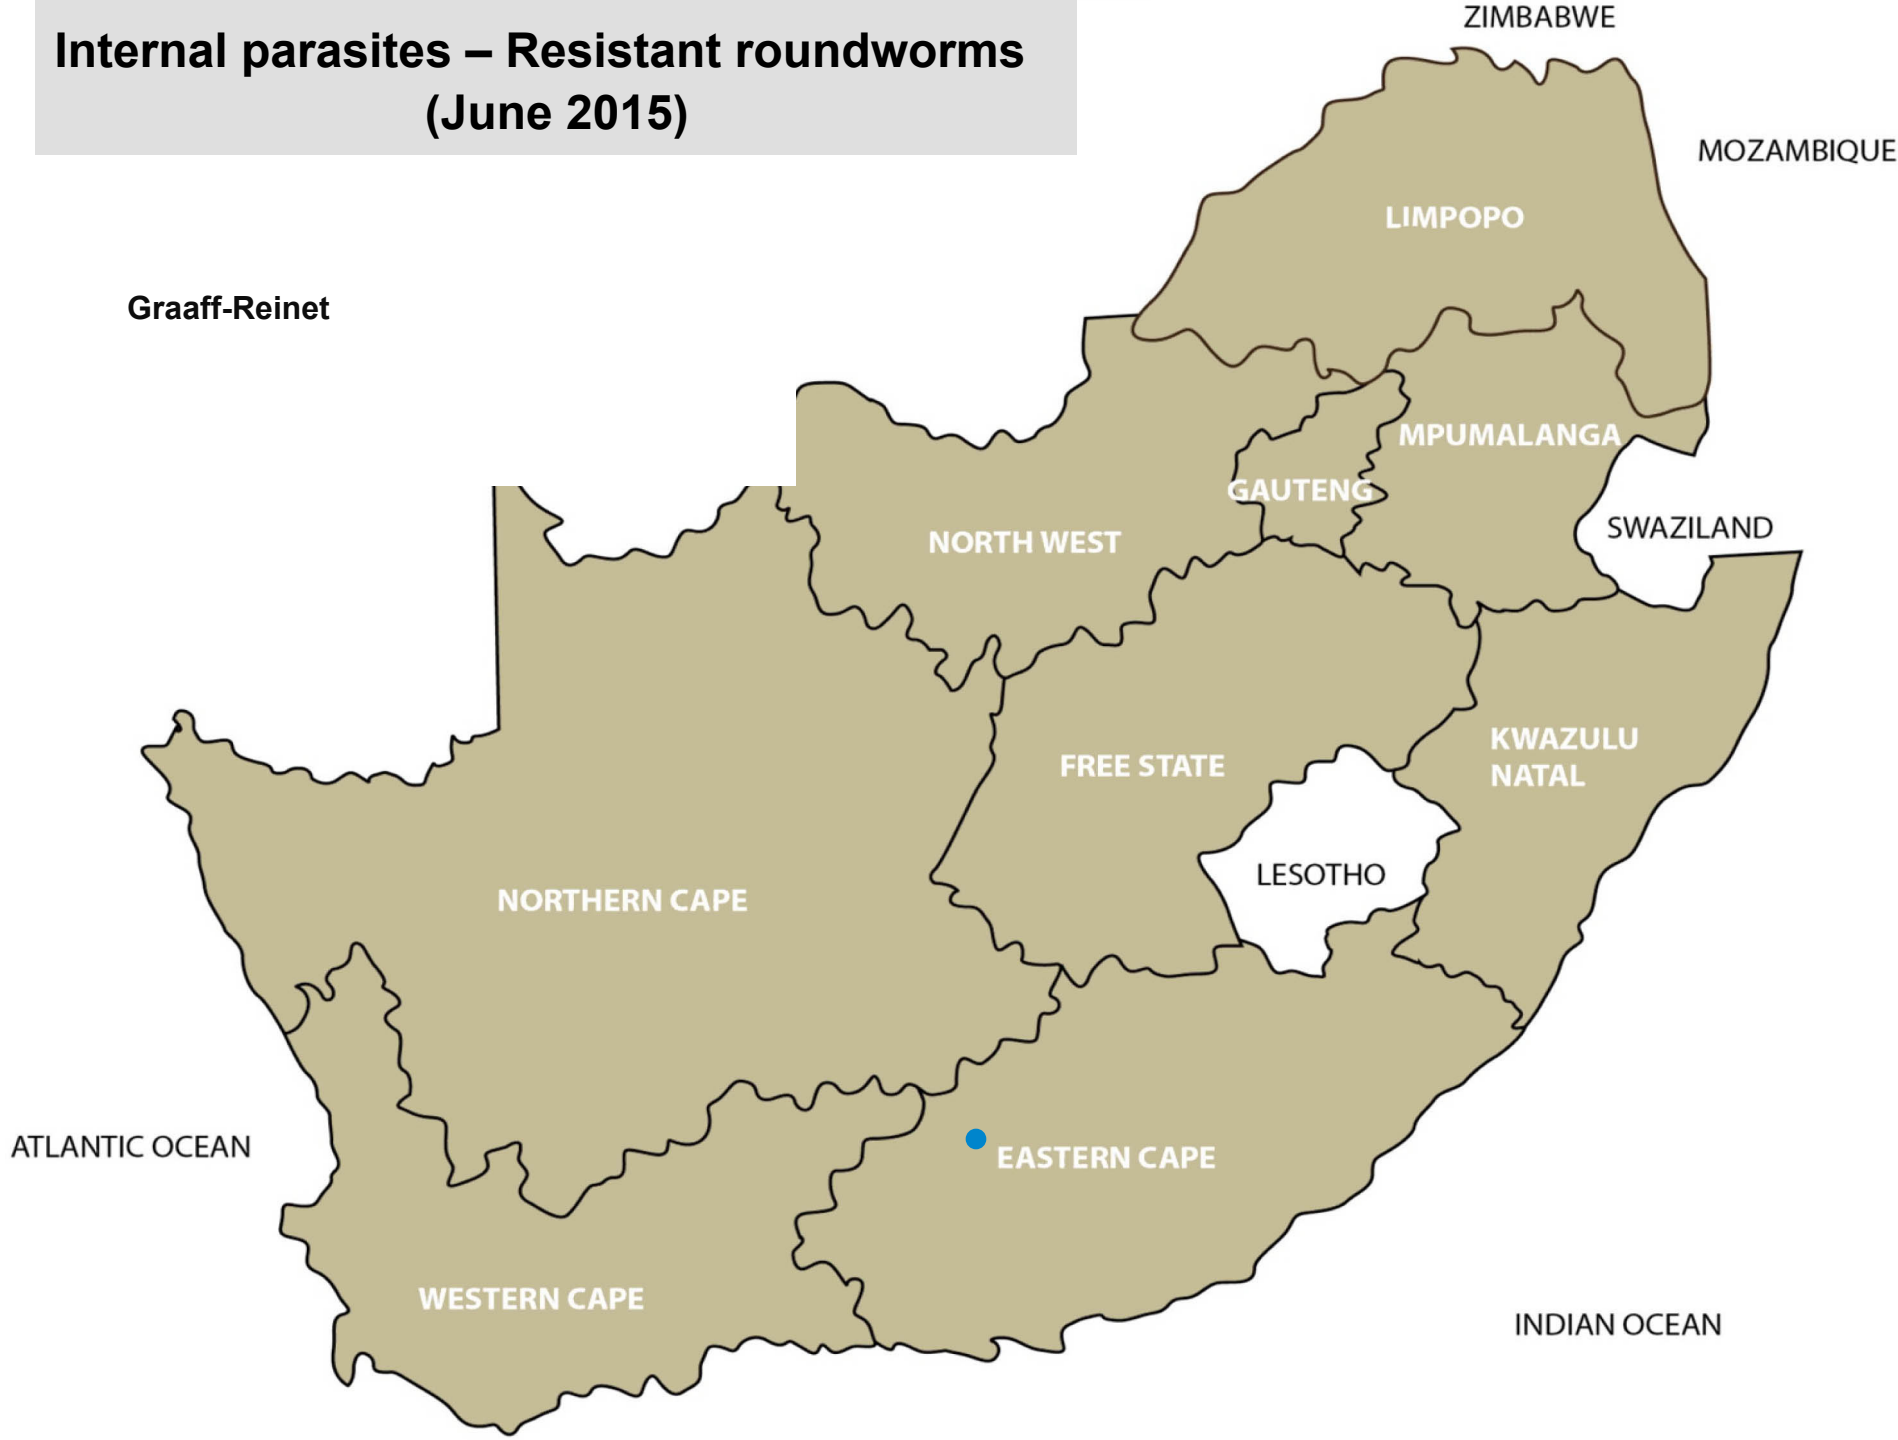 Internal parasites – Resistant roundworms
(June 2015)
ZIMBABWE
MOZAMBIQUE
LIMPOPO
Graaff-Reinet
MPUMALANGA
GAUTENG
NORTH WEST
SWAZILAND
KWAZULU
NATAL
FREE STATE
LESOTHO
NORTHERN CAPE
ATLANTIC OCEAN
EASTERN CAPE
WESTERN CAPE
INDIAN OCEAN